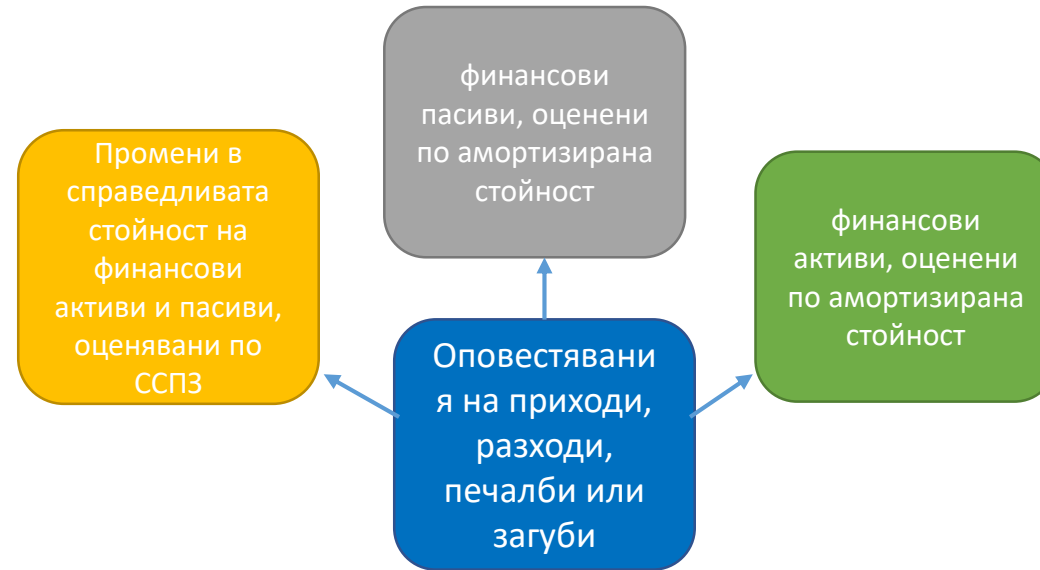 финансови
пасиви, оценени
по амортизирана
стойност
Промени в
справедливата
стойност на
финансови
активи и пасиви,
оценявани по
ССПЗ
финансови
активи, оценени
по амортизирана
стойност
Оповестявани
я на приходи,
разходи,
печалби или
загуби